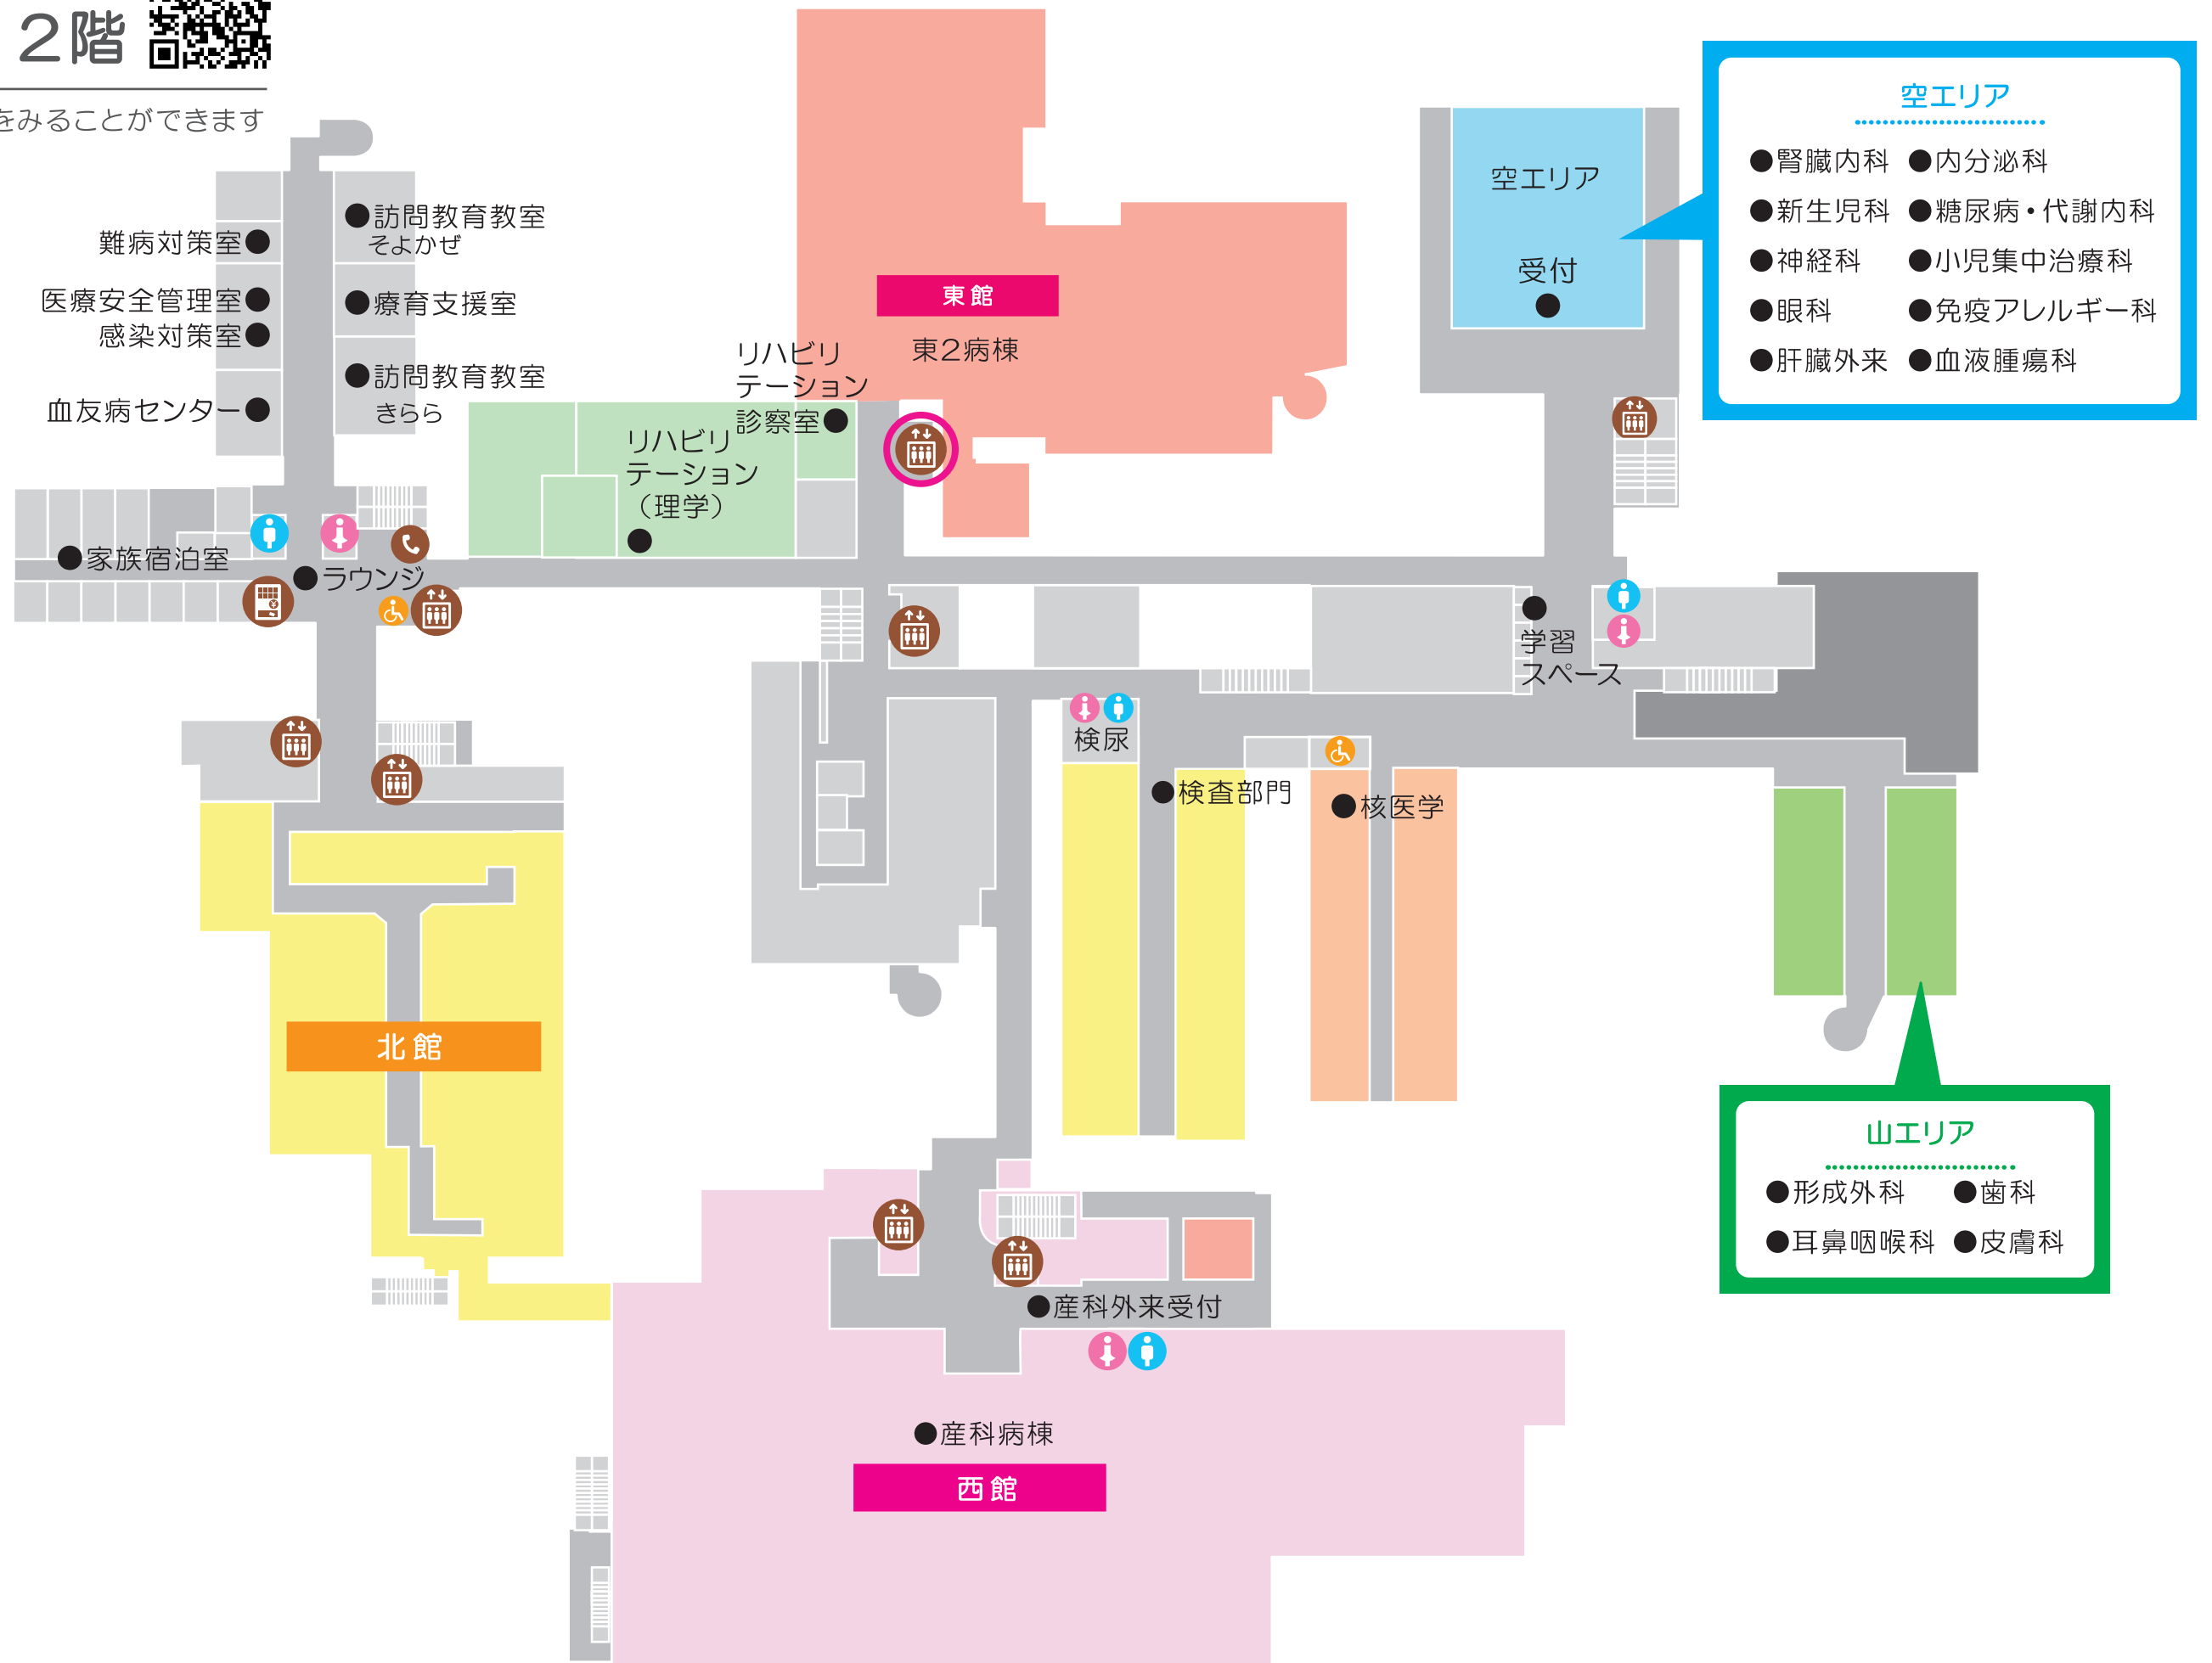 2階
をみることができます
空エリア
●腎臓内科
●内分泌科
●新生児科
●糖尿病・代謝内科
●神経科
●小児集中治療科
●眼科
●免疫アレルギー科
●肝臓外来
●血液腫瘍科
空エリア
受付
訪問教育教室
そよかぜ
難病対策室
医療安全管理室
療育支援室
感染対策室
訪問教育教室
きらら
血友病センター
東館
東2病棟
リハビリ
テーション
診察室
リハビリ
テーション
（理学）
家族宿泊室
ラウンジ
学習
スペース
検尿
検査部門
核医学
北館
山エリア
●形成外科
●歯科
●耳鼻咽喉科
●皮膚科
産科外来受付
産科病棟
西館